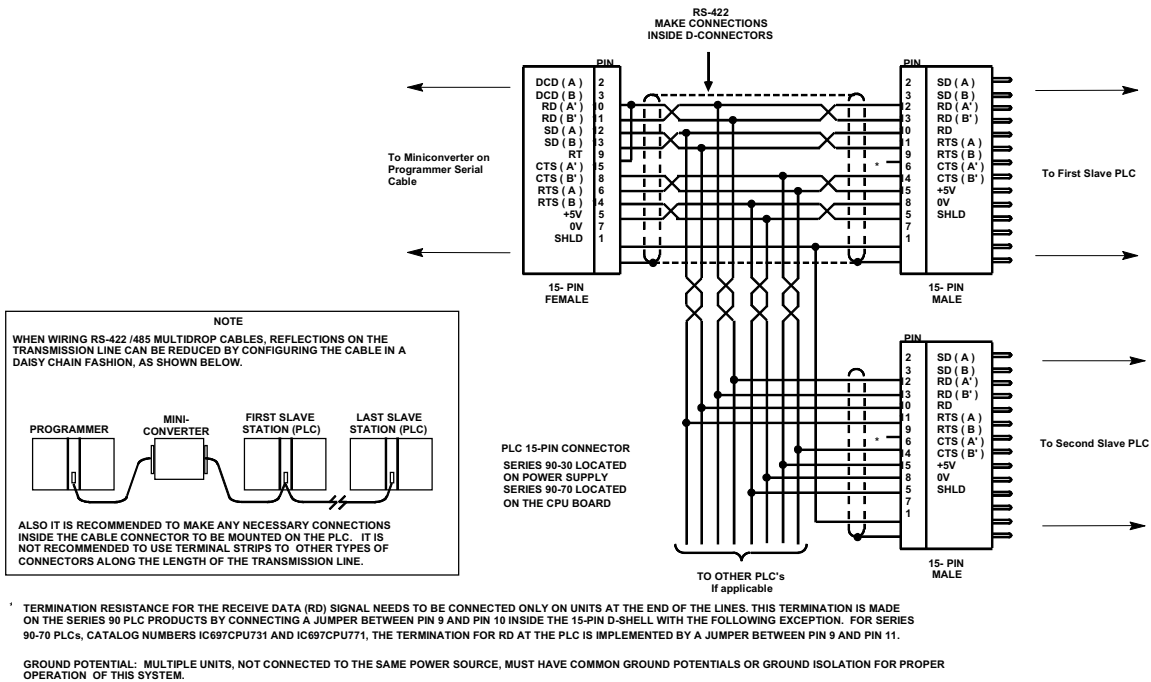 RS-422
MAKE CONNECTIONS
INSIDE D-CONNECTORS
PIN
DCD ( A ) 2
DCD ( B ) 3
RD ( A' ) 10
RD ( B' ) 11
SD ( A ) 12
SD ( B ) 13
RT 9
CTS ( A' ) 15
CTS ( B' ) 8
RTS ( A ) 6
RTS ( B ) 14
+5V 5
0V 7
SHLD 1
15- PIN
FEMALE
To Miniconverter on
Programmer Serial
Cable
PIN
2 SD ( A )
3 SD ( B )
12 RD ( A' )
13 RD ( B' )
10 RD
11 RTS ( A )
9 RTS ( B )
* 6 CTS ( A' )
14 CTS ( B' )
15 +5V
8 0V
5 SHLD
7
1
15- PIN
MALE
To First Slave PLC
NOTE
WHEN WIRING RS-422 /485 MULTIDROP CABLES, REFLECTIONS ON THE
TRANSMISSION LINE CAN BE REDUCED BY CONFIGURING THE CABLE IN A
DAISY CHAIN FASHION, AS SHOWN BELOW.
PROGRAMMER
MINI-
CONVERTER
FIRST SLAVE
STATION (PLC)
LAST SLAVE
STATION (PLC)
ALSO IT IS RECOMMENDED TO MAKE ANY NECESSARY CONNECTIONS
INSIDE THE CABLE CONNECTOR TO BE MOUNTED ON THE PLC. IT IS
NOT RECOMMENDED TO USE TERMINAL STRIPS TO OTHER TYPES OF
CONNECTORS ALONG THE LENGTH OF THE TRANSMISSION LINE.
PLC 15-PIN CONNECTOR
SERIES 90-30 LOCATED
ON POWER SUPPLY
SERIES 90-70 LOCATED
ON THE CPU BOARD
PIN
2 SD ( A )
3 SD ( B )
12 RD ( A' )
13 RD ( B' )
10 RD
11 RTS ( A )
9 RTS ( B )
* 6 CTS ( A' )
14 CTS ( B' )
15 +5V
8 0V
5 SHLD
7
1
15- PIN
MALE
To Second Slave PLC
TO OTHER PLC's
If applicable
' TERMINATION RESISTANCE FOR THE RECEIVE DATA (RD) SIGNAL NEEDS TO BE CONNECTED ONLY ON UNITS AT THE END OF THE LINES. THIS TERMINATION IS MADE
ON THE SERIES 90 PLC PRODUCTS BY CONNECTING A JUMPER BETWEEN PIN 9 AND PIN 10 INSIDE THE 15-PIN D-SHELL WITH THE FOLLOWING EXCEPTION. FOR SERIES
90-70 PLCs, CATALOG NUMBERS IC697CPU731 AND IC697CPU771, THE TERMINATION FOR RD AT THE PLC IS IMPLEMENTED BY A JUMPER BETWEEN PIN 9 AND PIN 11.
GROUND POTENTIAL: MULTIPLE UNITS, NOT CONNECTED TO THE SAME POWER SOURCE, MUST HAVE COMMON GROUND POTENTIALS OR GROUND ISOLATION FOR PROPER
OPERATION OF THIS SYSTEM.